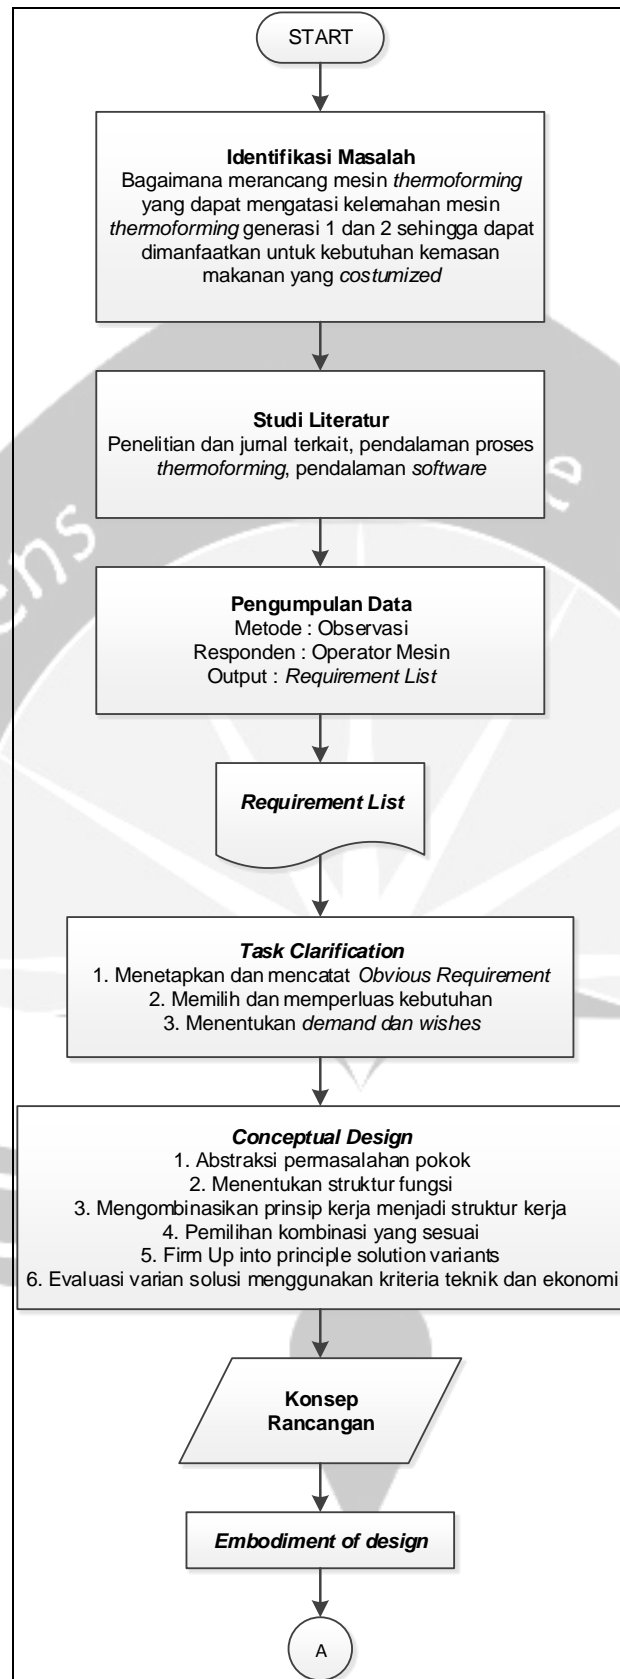 START
Identifikasi Masalah
Bagaimana merancang mesin thermoforming
yang dapat mengatasi kelemahan mesin
thermoforming generasi 1 dan 2 sehingga dapat
dimanfaatkan untuk kebutuhan kemasan
makanan yang costumized
Studi Literatur
Penelitian dan jurnal terkait, pendalaman proses
thermoforming, pendalaman software
ens
e
Pengumpulan Data
Metode : Observasi
Responden : Operator Mesin
Output : Requirement List
Requirement List
Task Clarification
1. Menetapkan dan mencatat Obvious Requirement
2. Memilih dan memperluas kebutuhan
3. Menentukan demand dan wishes
Conceptual Design
1. Abstraksi permasalahan pokok
2. Menentukan struktur fungsi
3. Mengombinasikan prinsip kerja menjadi struktur kerja
4. Pemilihan kombinasi yang sesuai
5. Firm Up into principle solution variants
6. Evaluasi varian solusi menggunakan kriteria teknik dan ekonomi
Konsep
Rancangan
Embodiment of design
A